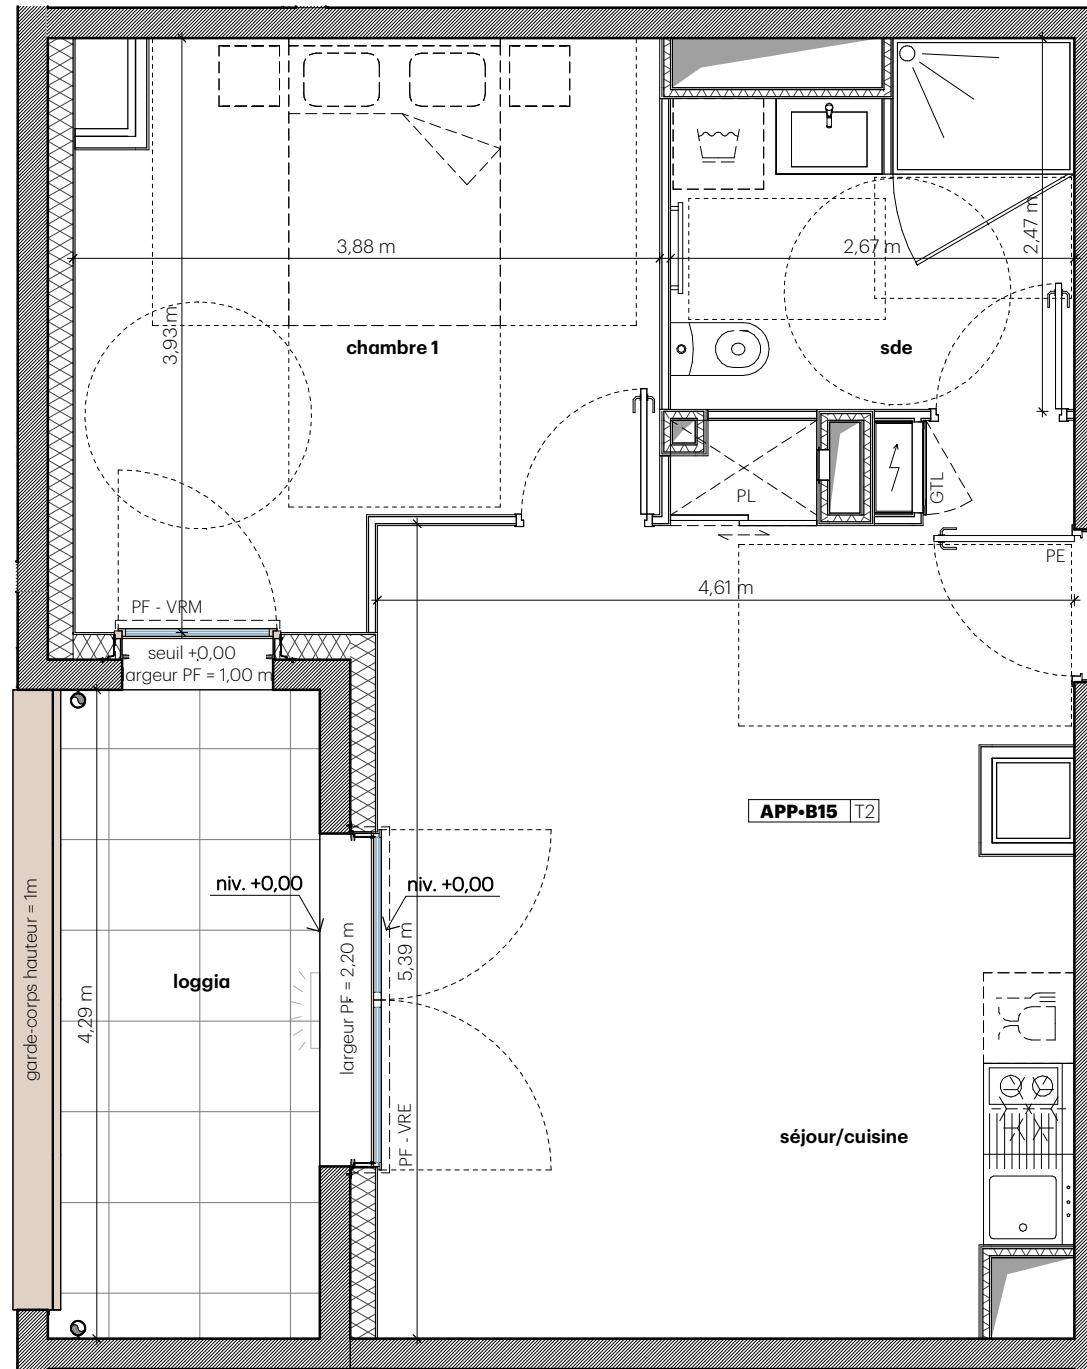 3,88 m
2,67 m
2,47 m
3,93 m
chambre 1
sde
PL
GTL
PE
4,61 m
PF - VRM
seuil +0,00
largeur PF = 1,00 m
APP•B15 T2
niv. +0,00
niv. +0,00
garde-corps hauteur = 1m
loggia
4,29 m
largeur PF = 2,20 m
5,39 m
PF - VRE
séjour/cuisine